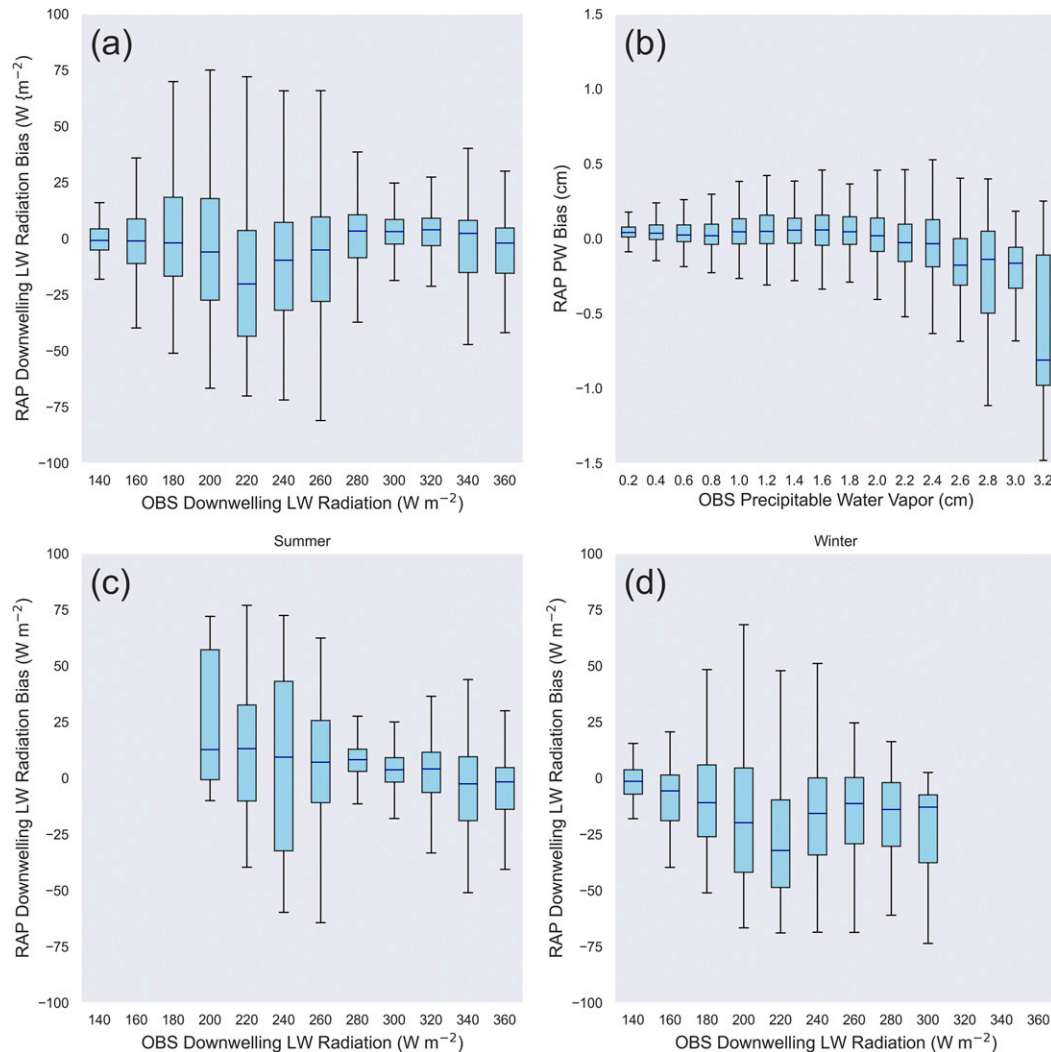 (a)
100
75
50
25
0
−25
−50
−75
−100
RAP Downwelling LW Radiation Bias (W {m⁻²)
140 160 180 200 220 240 260 280 300 320 340 360
OBS Downwelling LW Radiation (W m⁻²)
(b)
1.5
1.0
0.5
0.0
−0.5
−1.0
−1.5
RAP PW Bias (cm)
0.2 0.4 0.6 0.8 1.0 1.2 1.4 1.6 1.8 2.0 2.2 2.4 2.6 2.8 3.0 3.2
OBS Precipitable Water Vapor (cm)
Summer
(c)
100
75
50
25
0
−25
−50
−75
−100
RAP Downwelling LW Radiation Bias (W m⁻²)
140 160 180 200 220 240 260 280 300 320 340 360
OBS Downwelling LW Radiation (W m⁻²)
Winter
(d)
100
75
50
25
0
−25
−50
−75
−100
RAP Downwelling LW Radiation Bias (W m⁻²)
140 160 180 200 220 240 260 280 300 320 340 360
OBS Downwelling LW Radiation (W m⁻²)